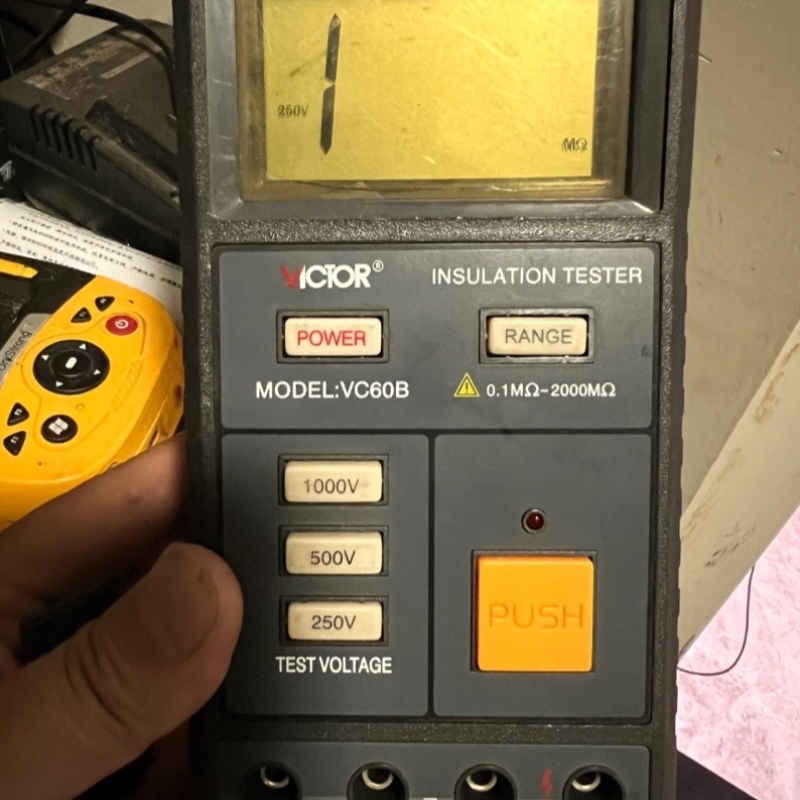 1
250V
MΩ
VICTOR®
INSULATION TESTER
POWER
RANGE
MODEL:VC60B
0.1MΩ-2000MΩ
1000V
500V
250V
TEST VOLTAGE
PUSH